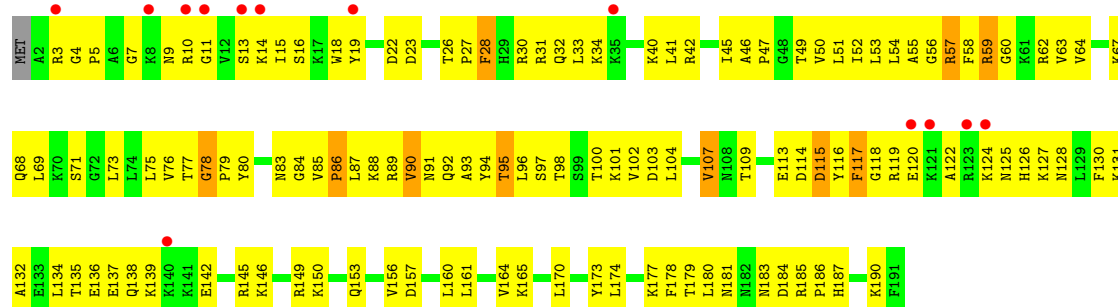 MET A2 R3 G4 P5 A6 G7 K8 N9 R10 G11 V12 S13 K14 I15 S16 K17 W18 Y19 D22 D23 T26 P27 F28 H29 R30 R31 Q32 L33 K34 K35 K40 L41 R42 I45 A46 P47 G48 T49 V50 L51 I52 L53 L54 A55 G56 R57 F58 R59 G60 K61 R62 V63 V64 K67
Q68 L69 K70 S71 G72 L73 L74 L75 V76 T77 G78 P79 Y80 N83 G84 V85 P86 L87 K88 R89 V90 N91 Q92 A93 Y94 T95 L96 S97 T98 S99 T100 K101 V102 D103 L104 V107 N108 T109 E113 D114 D115 Y116 F117 G118 R119 E120 K121 A122 R123 K124 N125 H126 K127 N128 L129 F130 K131
A132 E133 L134 T135 E136 E137 Q138 K139 K140 K141 E142 R145 K146 R149 K150 Q153 V156 D157 L160 L161 V164 K165 L170 Y173 L174 K177 F178 T179 L180 N181 N182 N183 D184 R185 P186 H187 K190 F191